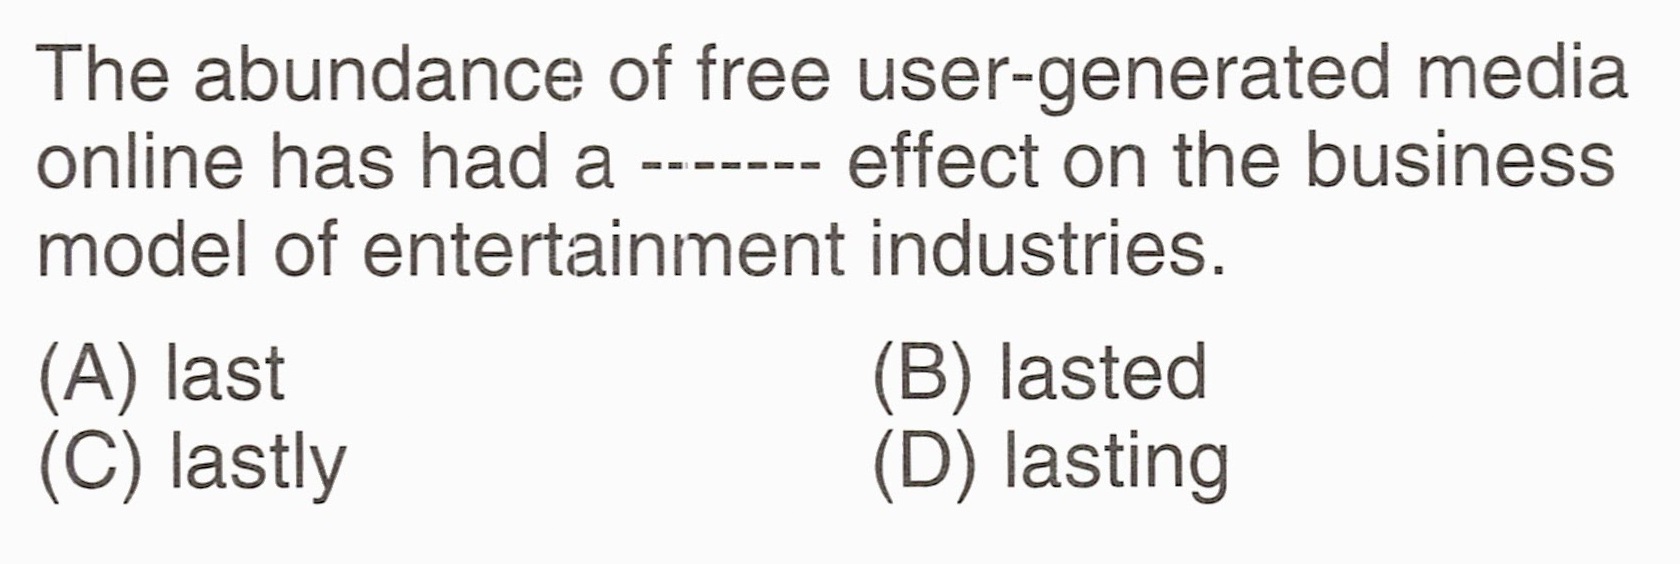 The abundance of free user-generated media
online has had a ------- effect on the business
model of entertainment industries.
(A) last (B) lasted
(C) lastly (D) lasting